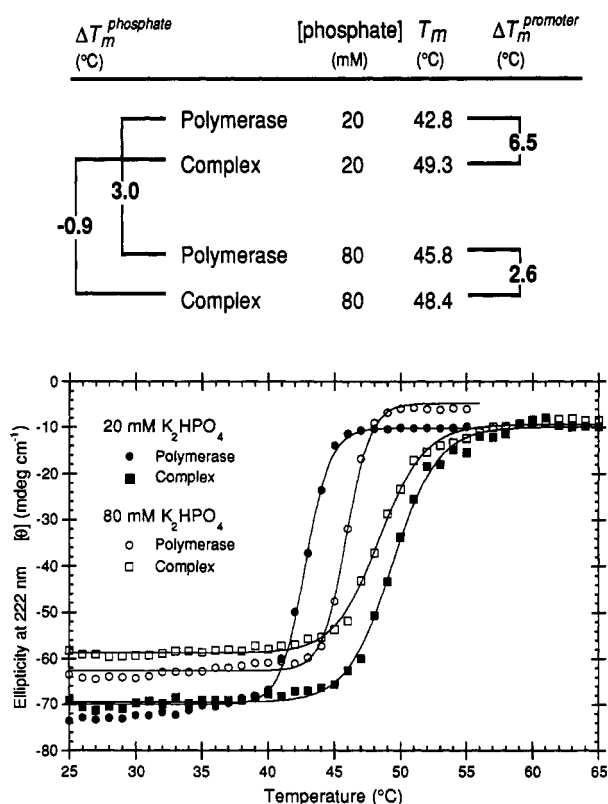 ΔTm^phosphate [phosphate] Tm ΔTm^promoter
(°C) (mM) (°C) (°C)
Polymerase 20 42.8
6.5
Complex 20 49.3
3.0
-0.9
Polymerase 80 45.8
2.6
Complex 80 48.4
0
-10
-20
-30
-40
-50
-60
-70
-80
Ellipticity at 222 nm [θ] (mdeg cm⁻¹)
20 mM K₂HPO₄
Polymerase
Complex
80 mM K₂HPO₄
Polymerase
Complex
25 30 35 40 45 50 55 60 65
Temperature (°C)